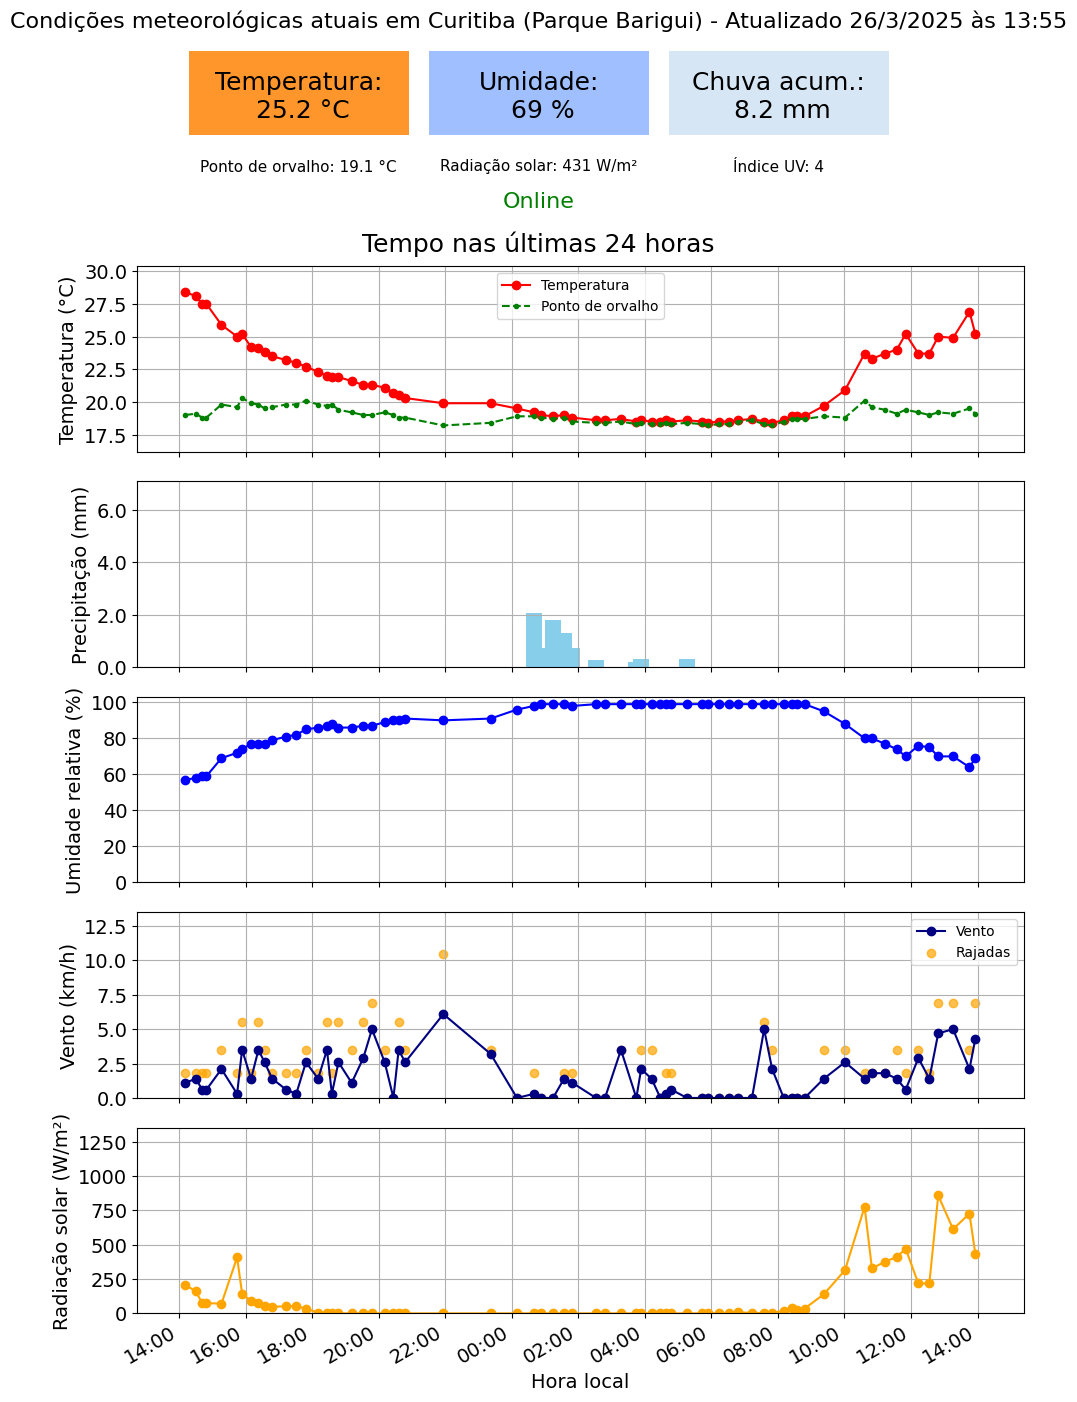 Condições meteorológicas atuais em Curitiba (Parque Barigui) - Atualizado 26/3/2025 às 13:55
Temperatura:
25.2 °C
Umidade:
69 %
Chuva acum.:
8.2 mm
Ponto de orvalho: 19.1 °C
Radiação solar: 431 W/m²
Índice UV: 4
Online
Tempo nas últimas 24 horas
Temperatura (°C)
30.0
27.5
25.0
22.5
20.0
17.5
Temperatura
Ponto de orvalho
Precipitação (mm)
6.0
4.0
2.0
0.0
Umidade relativa (%)
100
80
60
40
20
0
Vento (km/h)
12.5
10.0
7.5
5.0
2.5
0.0
Vento
Rajadas
Radiação solar (W/m²)
1250
1000
750
500
250
0
14:00
16:00
18:00
20:00
22:00
00:00
02:00
04:00
06:00
08:00
10:00
12:00
14:00
Hora local